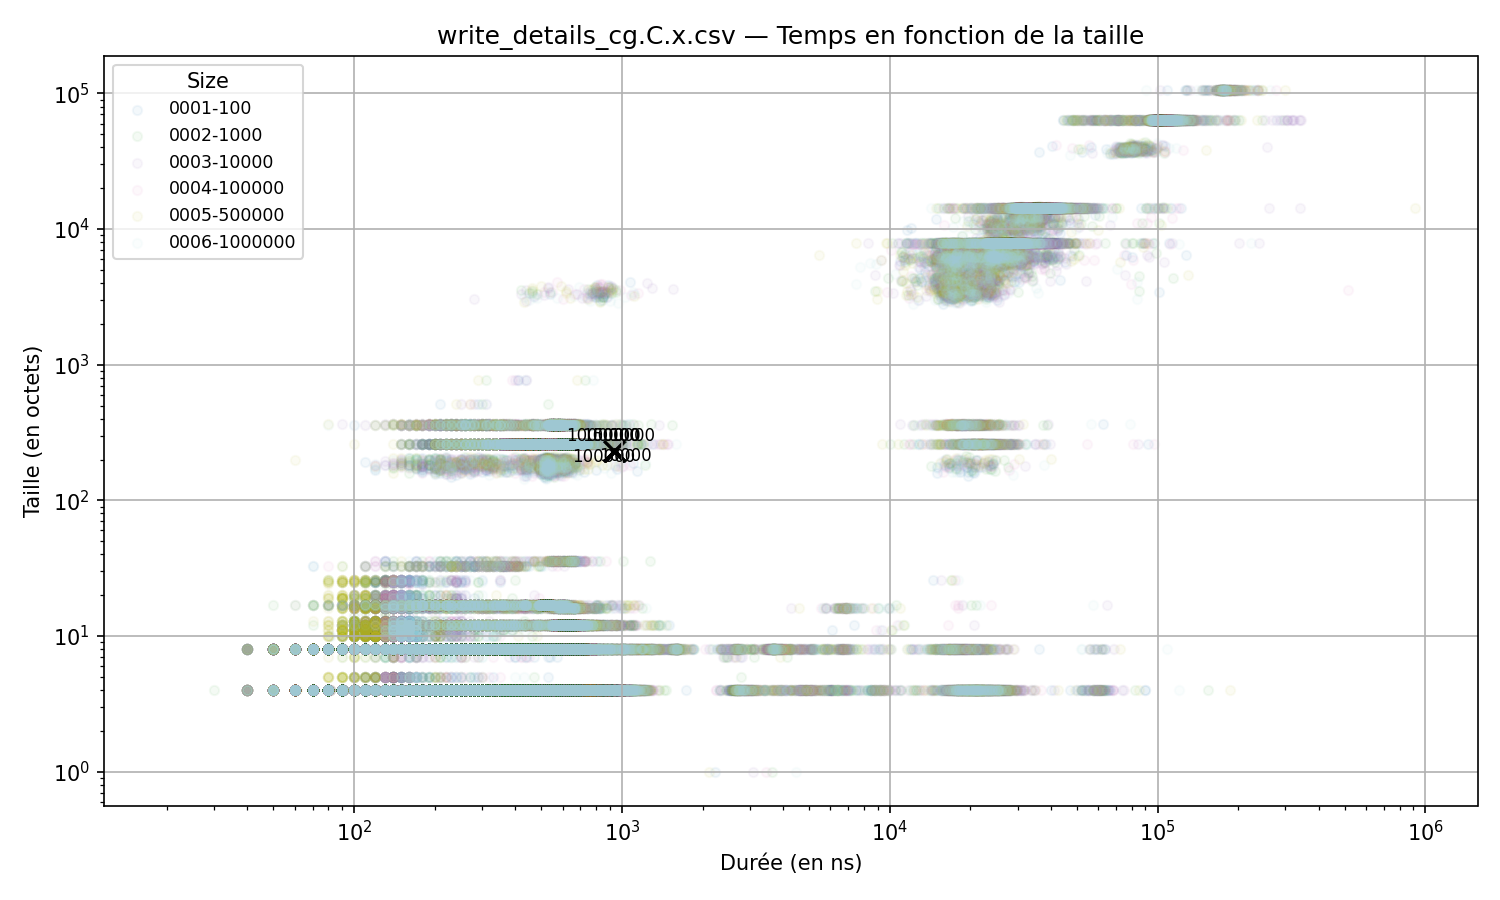 write_details_cg.C.x.csv — Temps en fonction de la taille
Size
0001-100
0002-1000
0003-10000
0004-100000
0005-500000
0006-1000000
10⁵
10⁴
10³
10²
10¹
10⁰
Taille (en octets)
10² 10³ 10⁴ 10⁵ 10⁶
Durée (en ns)